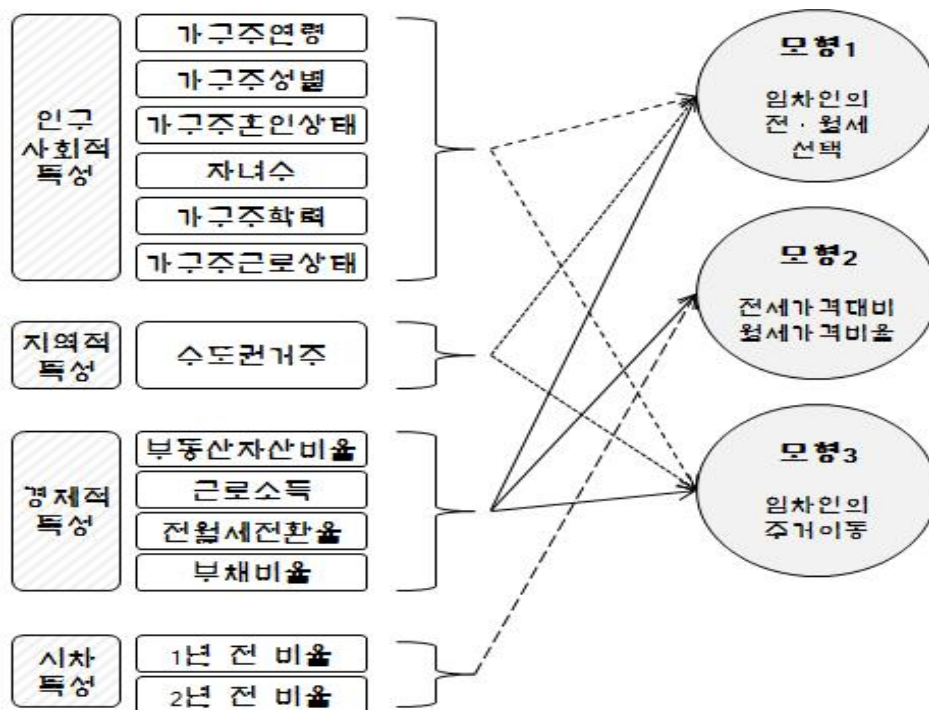 인구
사회적
특성
가구주연령
가구주성별
가구주혼인상태
자녀수
가구주학력
가구주근로상태
지역적
특성
수도권거주
경제적
특성
부동산자산비율
근로소득
전월세전환율
부채비율
시차
특성
1년 전 비율
2년 전 비율
모형1
임차인의
전 · 월세
선택
모형2
전세가격대비
월세가격비율
모형3
임차인의
주거이동